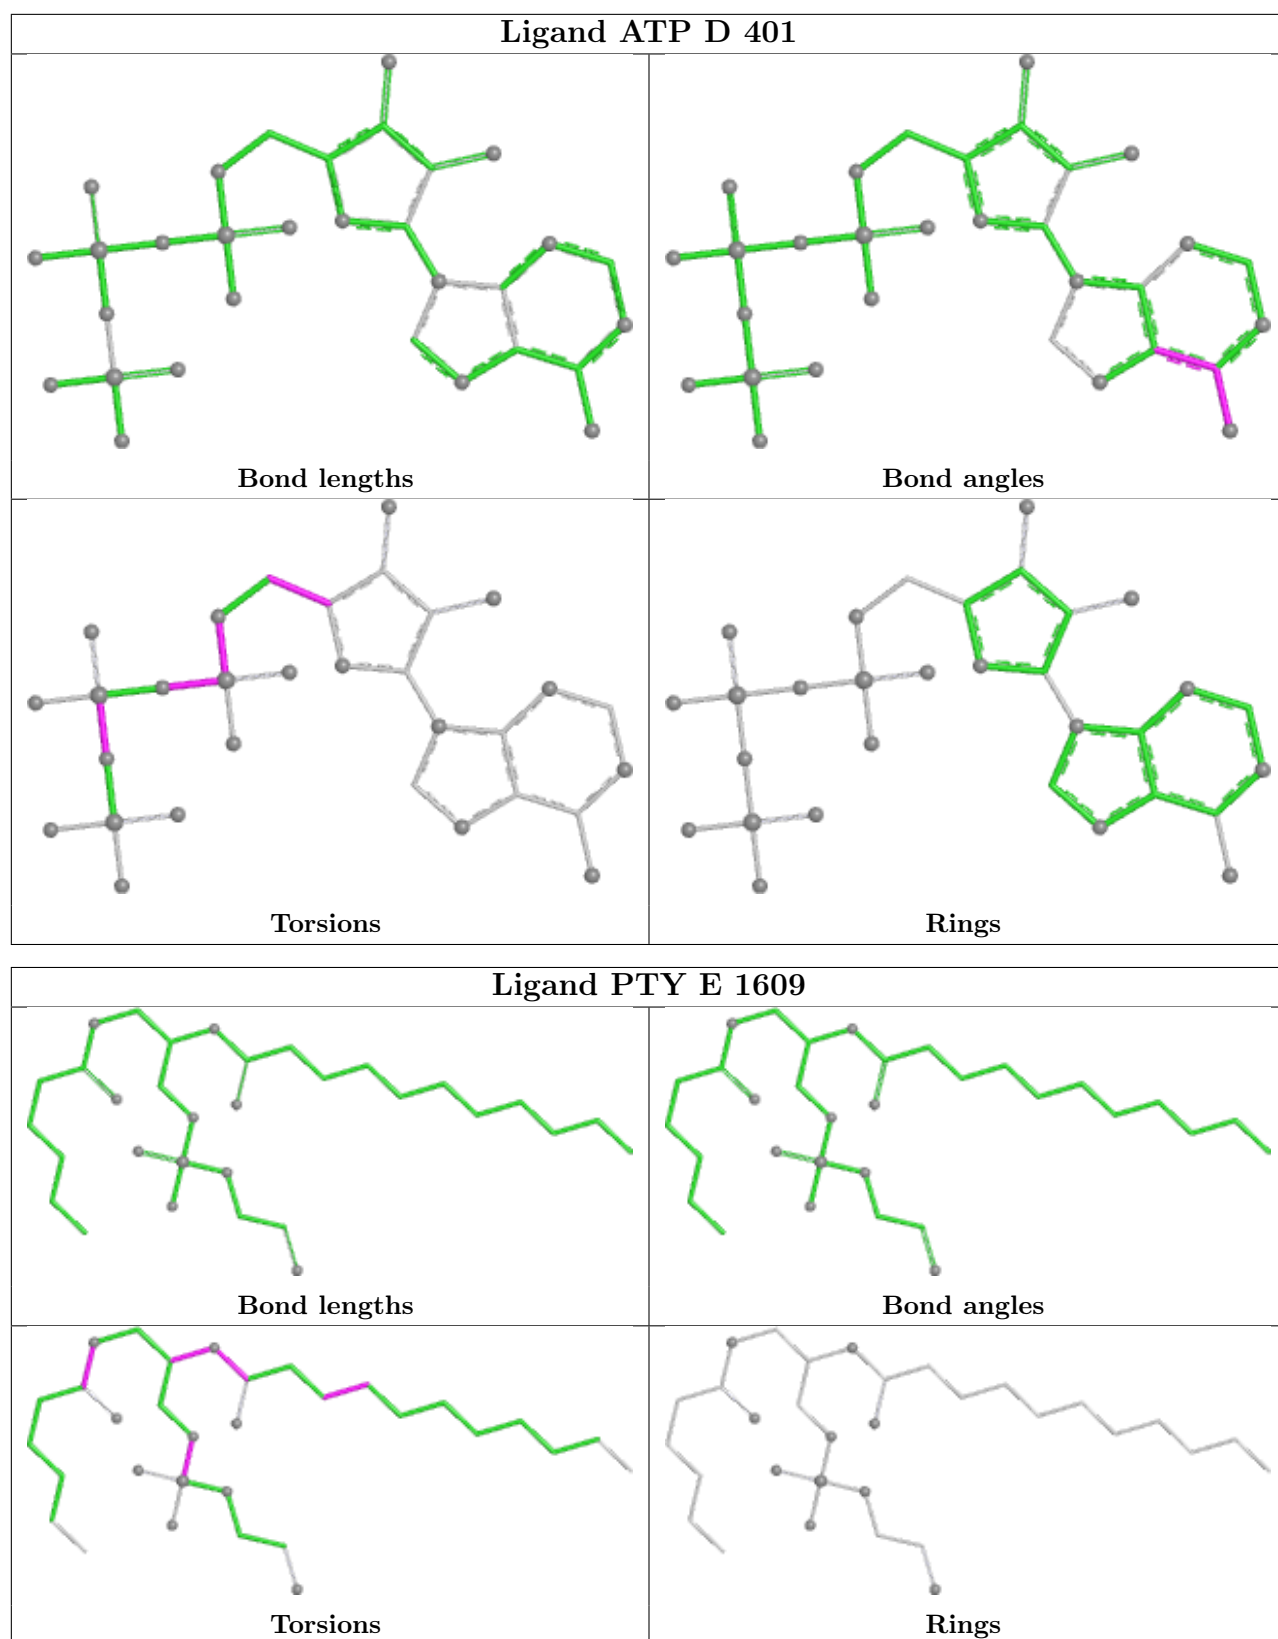 Ligand ATP D 401
Bond lengths
Bond angles
Torsions
Rings
Ligand PTY E 1609
Bond lengths
Bond angles
Torsions
Rings